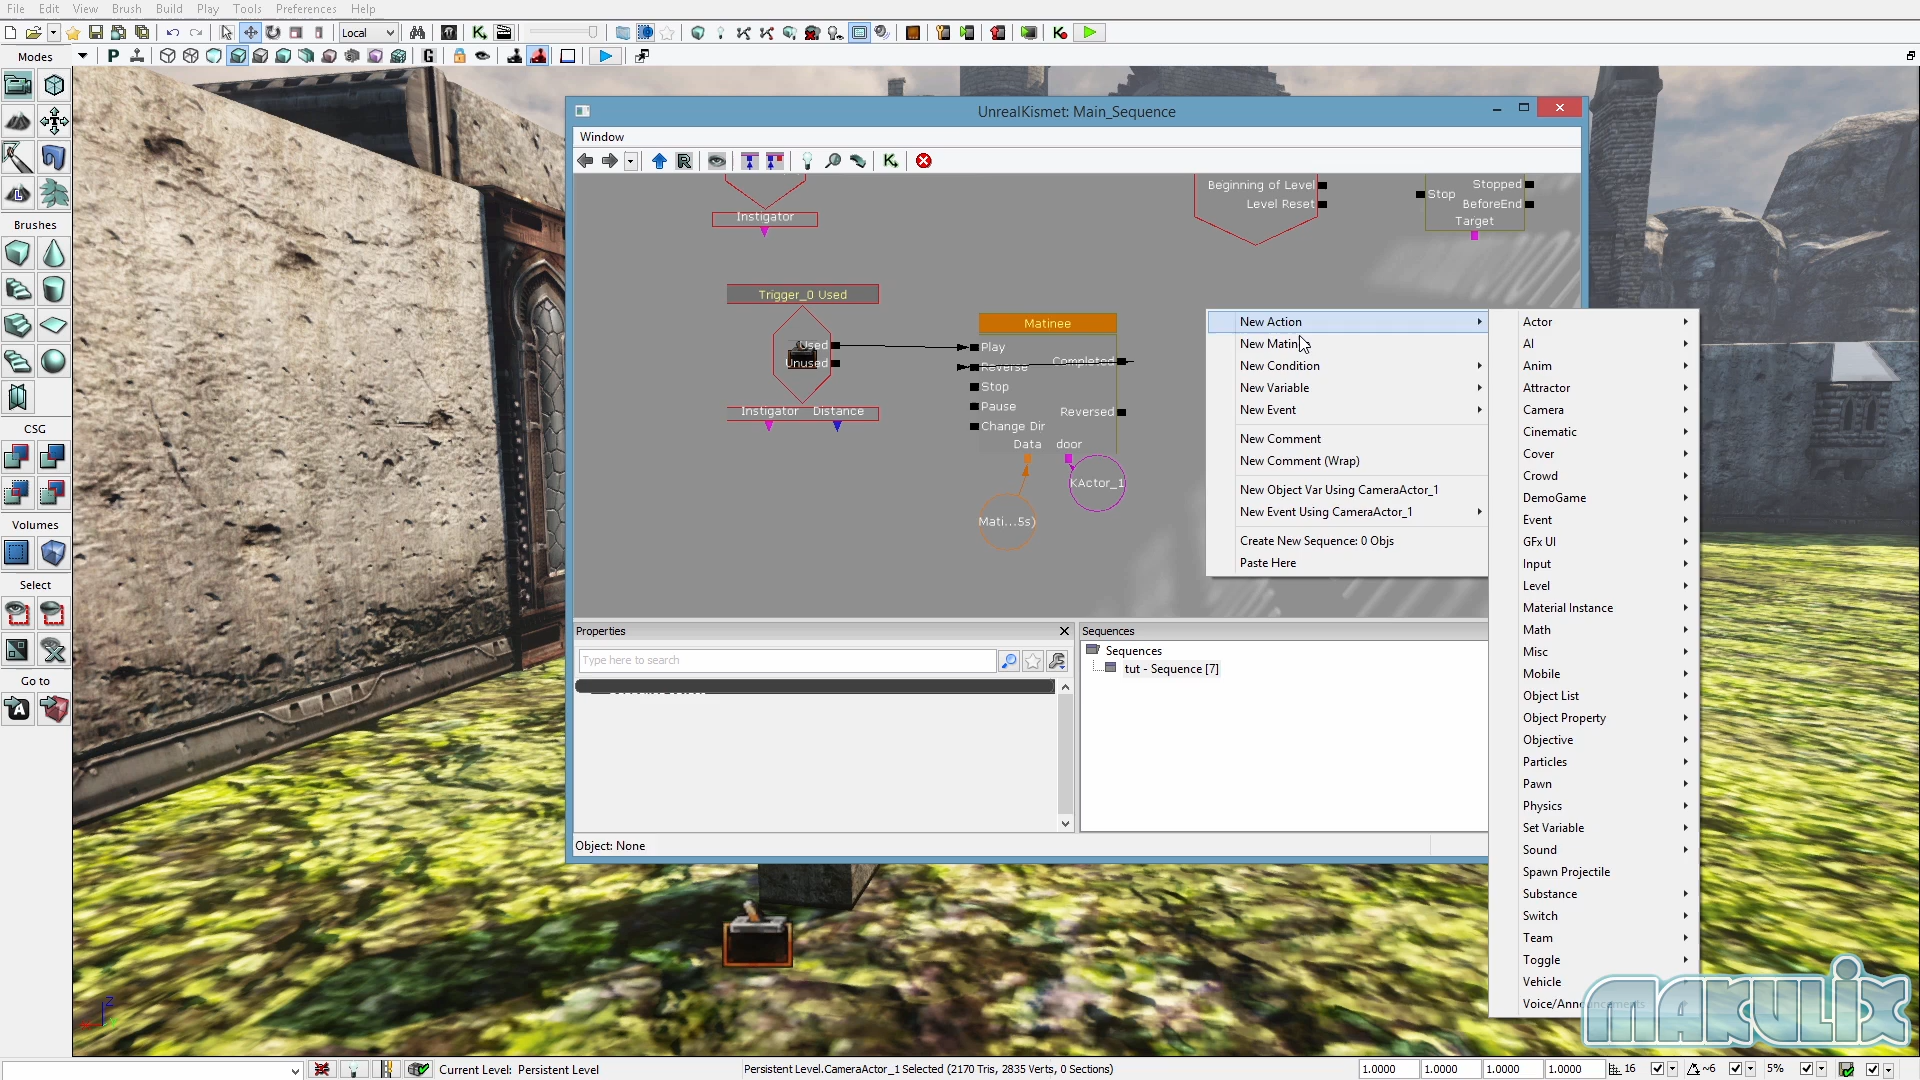 File Edit View Brush Build Play Tools Preferences Help
Local
Modes
UnrealKismet: Main_Sequence
Window
Instigator
Beginning of Level
Level Reset
Stop
Stopped
BeforeEnd
Target
Trigger_0 Used
Used
Unused
Instigator Distance
Matinee
Play
Reverse
Stop
Pause
Change Dir
Completed
Reversed
Data door
KActor_1
Mati...5s)
New Action
New Matin
New Condition
New Variable
New Event
New Comment
New Comment (Wrap)
New Object Var Using CameraActor_1
New Event Using CameraActor_1
Create New Sequence: 0 Objs
Paste Here
Actor
AI
Anim
Attractor
Camera
Cinematic
Cover
Crowd
DemoGame
Event
GFx UI
Input
Level
Material Instance
Math
Misc
Mobile
Object List
Object Property
Objective
Particles
Pawn
Physics
Set Variable
Sound
Spawn Projectile
Substance
Switch
Team
Toggle
Vehicle
Voice/Announcements
Brushes
CSG
Volumes
Select
Go to
Properties
Type here to search
Object: None
Sequences
Sequences
tut - Sequence [7]
MAKULIX
Current Level: Persistent Level
Persistent Level.CameraActor_1 Selected (2170 Tris, 2835 Verts, 0 Sections)
1.0000 1.0000 1.0000 1.0000 16 ~6 5%